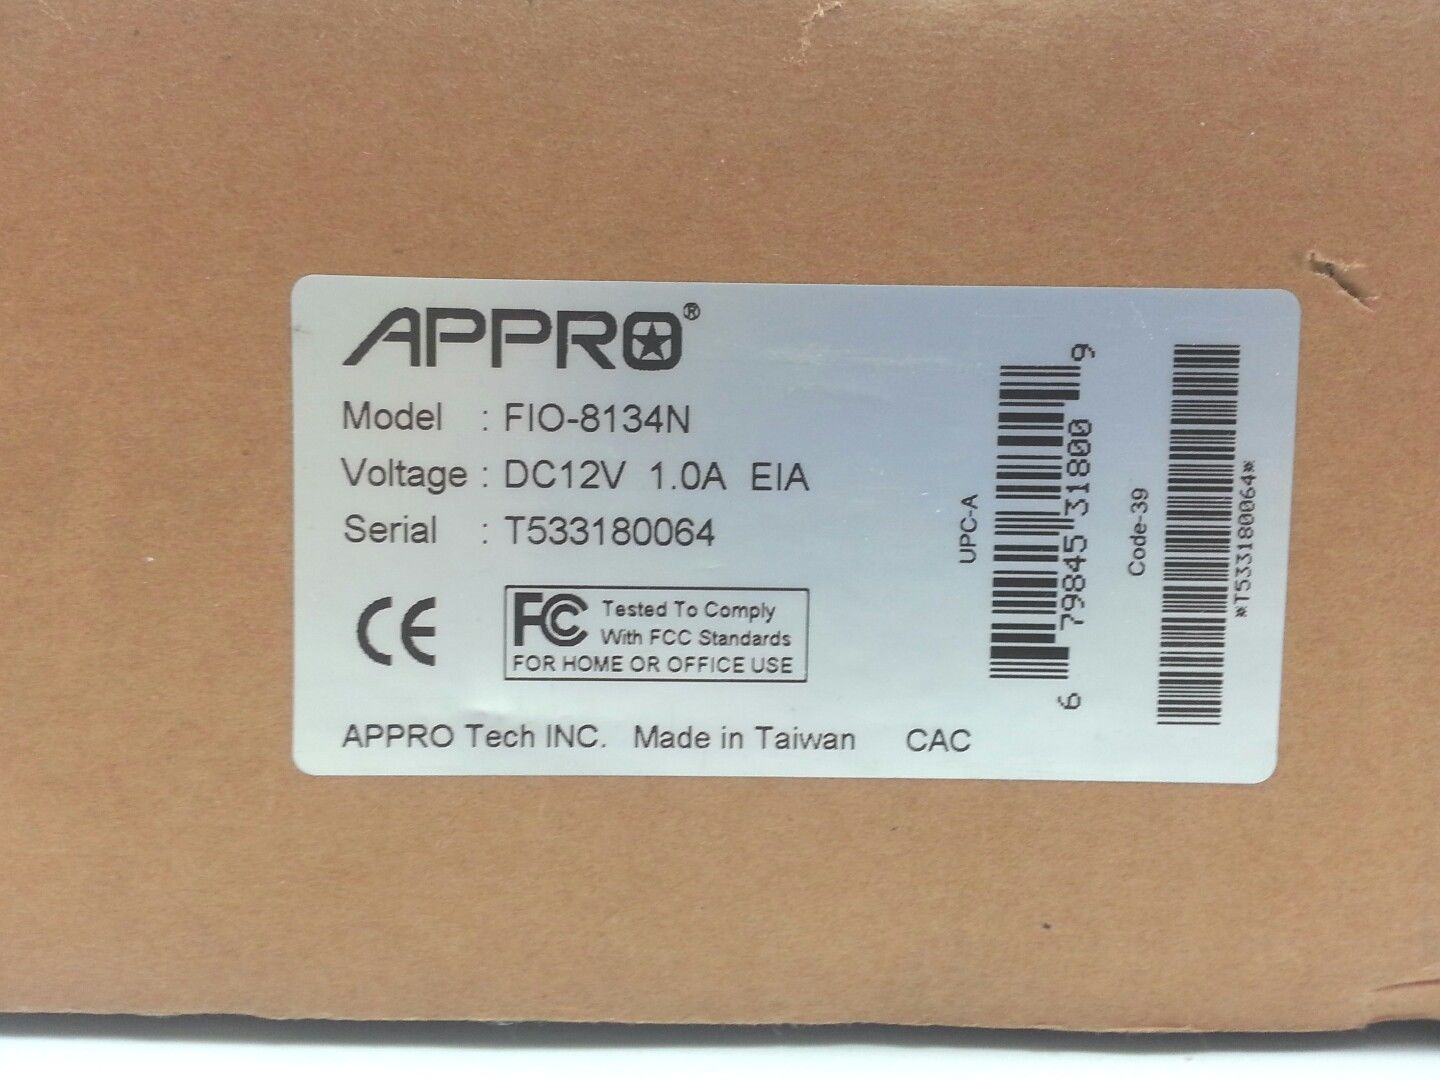 APPRO®
Model : FIO-8134N
Voltage : DC12V 1.0A EIA
Serial : T533180064
CE
FC Tested To Comply
With FCC Standards
FOR HOME OR OFFICE USE
APPRO Tech INC. Made in Taiwan CAC
UPC-A
6 79845 31800 9
Code-39
*T533180064*